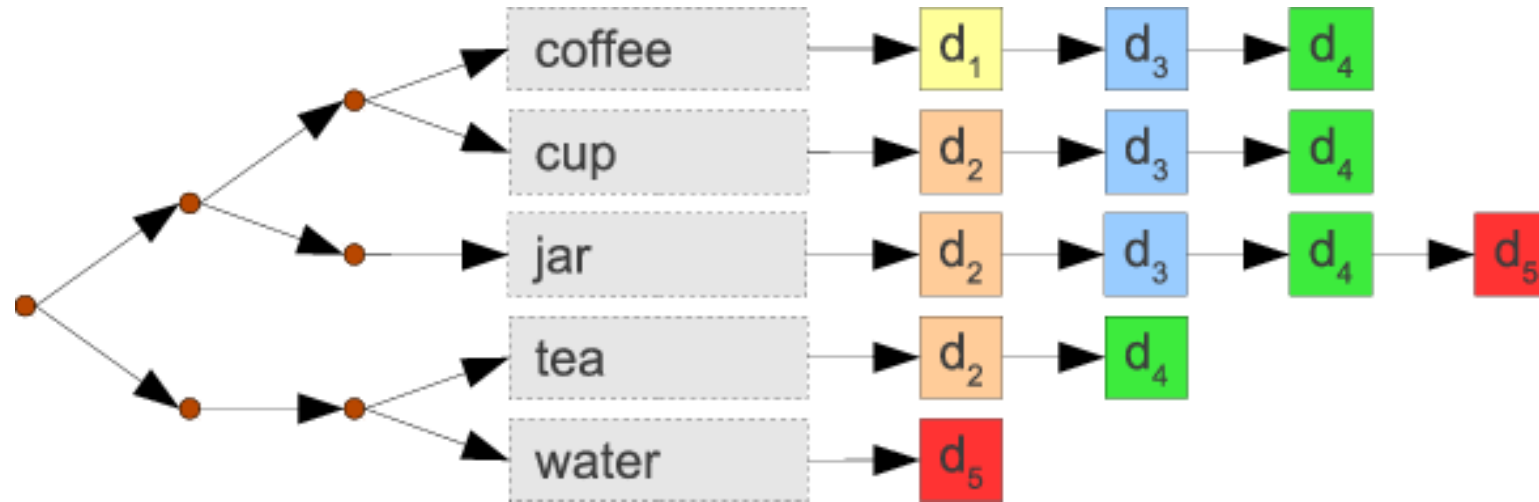 coffee d₁ d₃ d₄
cup d₂ d₃ d₄
jar d₂ d₃ d₄ d₅
tea d₂ d₄
water d₅